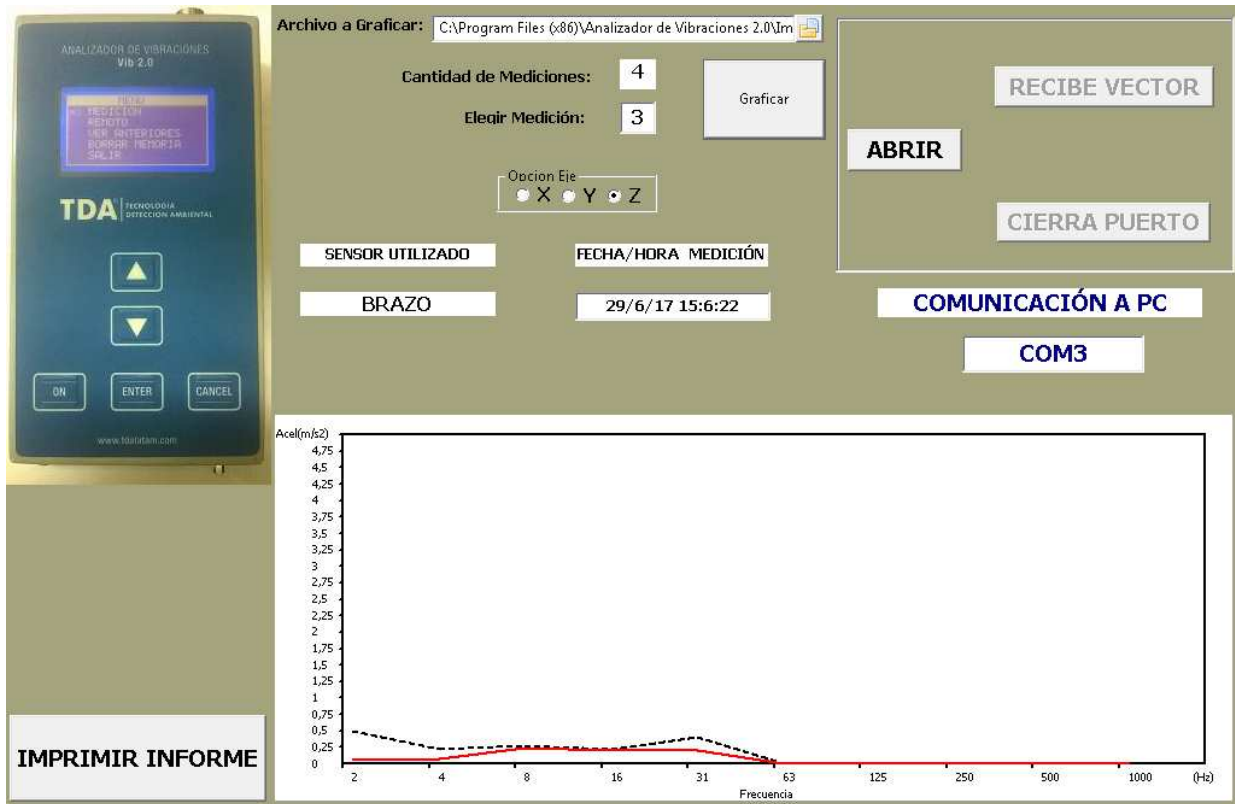 ANALIZADOR DE VIBRACIONES
Vib 2.0
MENU
MEDICION
REMOTO
VER ANTERIORES
BORRAR MEMORIA
SALIR
TDA TECNOLOGIA
DETECCION AMBIENTAL
ON
ENTER
CANCEL
www.tdalatam.com
IMPRIMIR INFORME
Archivo a Graficar: C:\Program Files (x86)\Analizador de Vibraciones 2.0\Im
Cantidad de Mediciones: 4
Elegir Medición: 3
Graficar
Opcion Eje
X Y Z
SENSOR UTILIZADO
BRAZO
FECHA/HORA MEDICIÓN
29/6/17 15:6:22
RECIBE VECTOR
ABRIR
CIERRA PUERTO
COMUNICACIÓN A PC
COM3
Acel(m/s2)
4,75
4,5
4,25
4
3,75
3,5
3,25
3
2,75
2,5
2,25
2
1,75
1,5
1,25
1
0,75
0,5
0,25
0
2 4 8 16 31 63 125 250 500 1000 (Hz)
Frecuencia